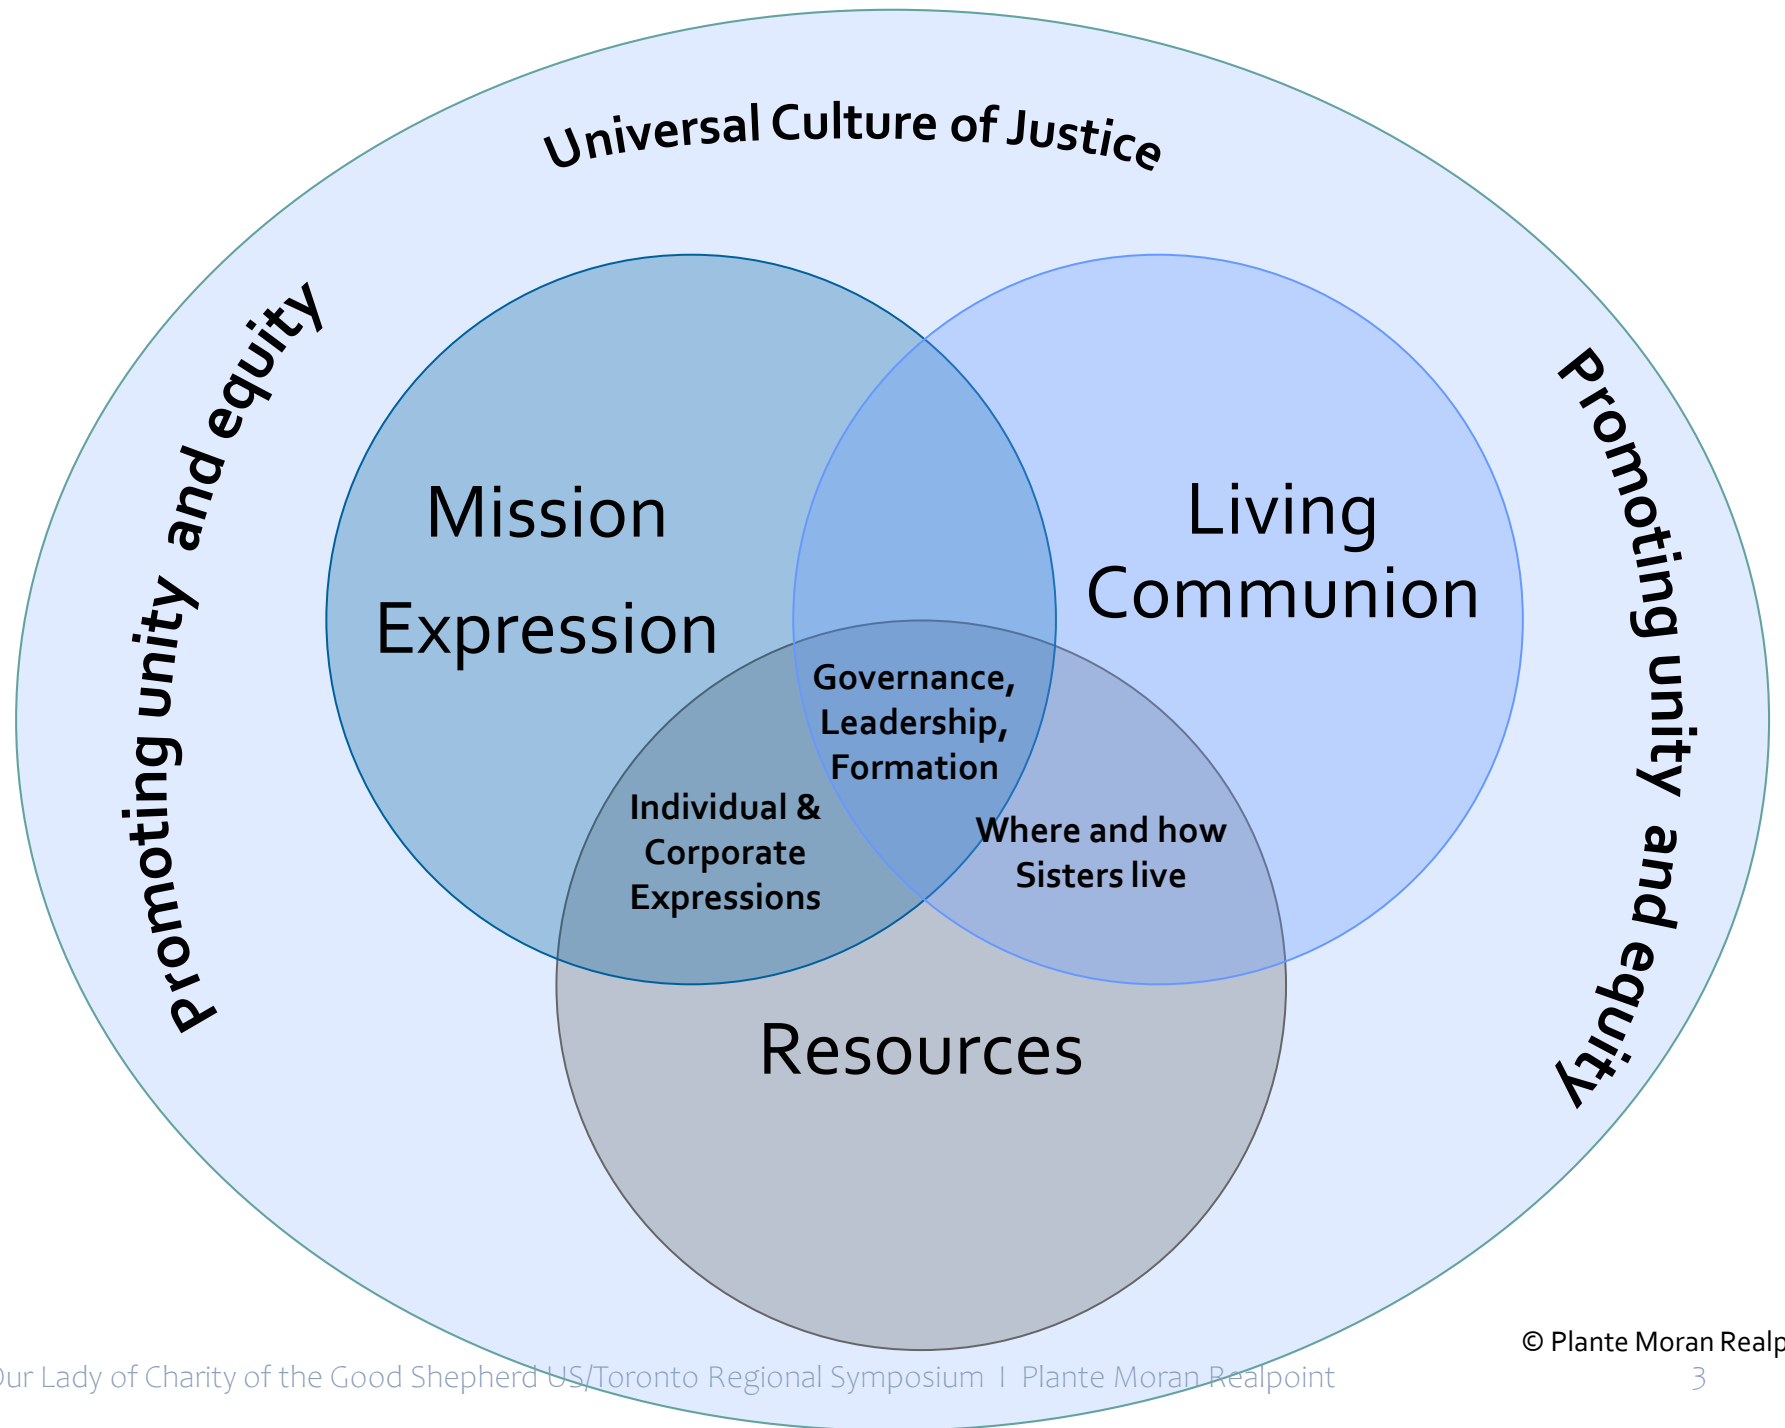 Universal Culture of Justice
Promoting unity and equity
Promoting unity and equity
Mission
Expression
Living
Communion
Governance,
Leadership,
Formation
Individual &
Corporate
Expressions
Where and how
Sisters live
Resources
© Plante Moran Realp
Our Lady of Charity of the Good Shepherd US/Toronto Regional Symposium I Plante Moran Realpoint
3